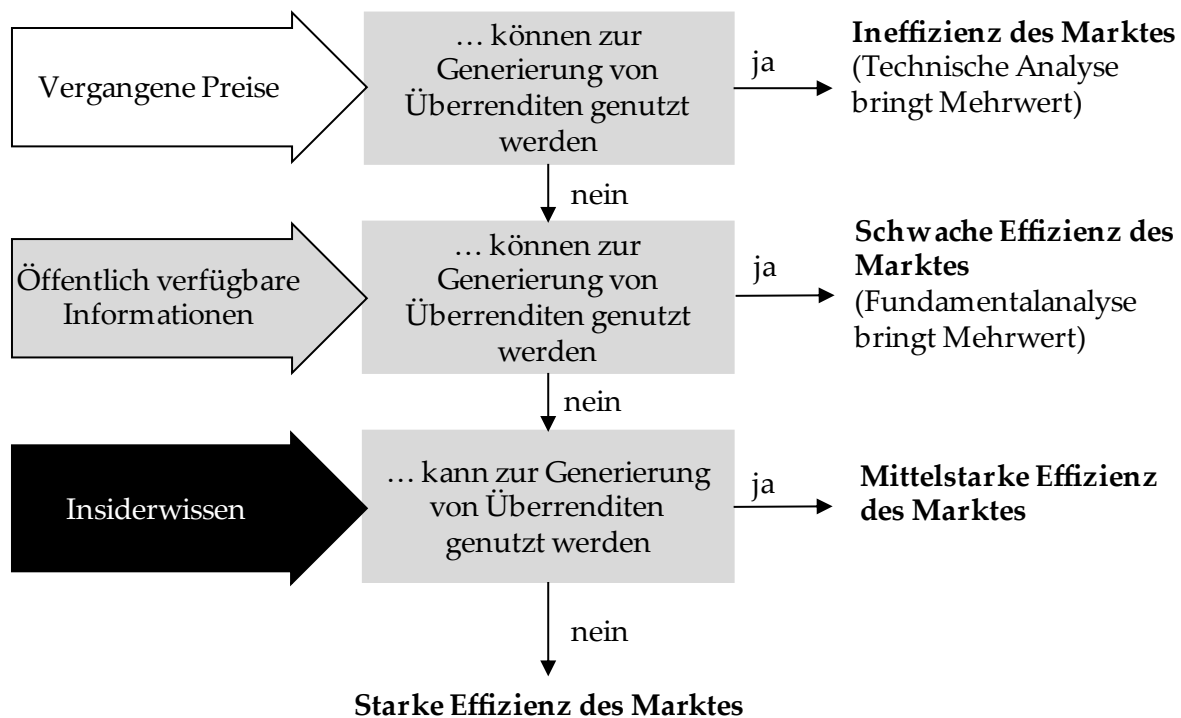 Vergangene Preise
… können zur
Generierung von
Überrenditen genutzt
werden
ja
Ineffizienz des Marktes
(Technische Analyse
bringt Mehrwert)
nein
Öffentlich verfügbare
Informationen
… können zur
Generierung von
Überrenditen genutzt
werden
ja
Schwache Effizienz des
Marktes
(Fundamentalanalyse
bringt Mehrwert)
nein
Insiderwissen
… kann zur Generierung
von Überrenditen
genutzt werden
ja
Mittelstarke Effizienz
des Marktes
nein
Starke Effizienz des Marktes